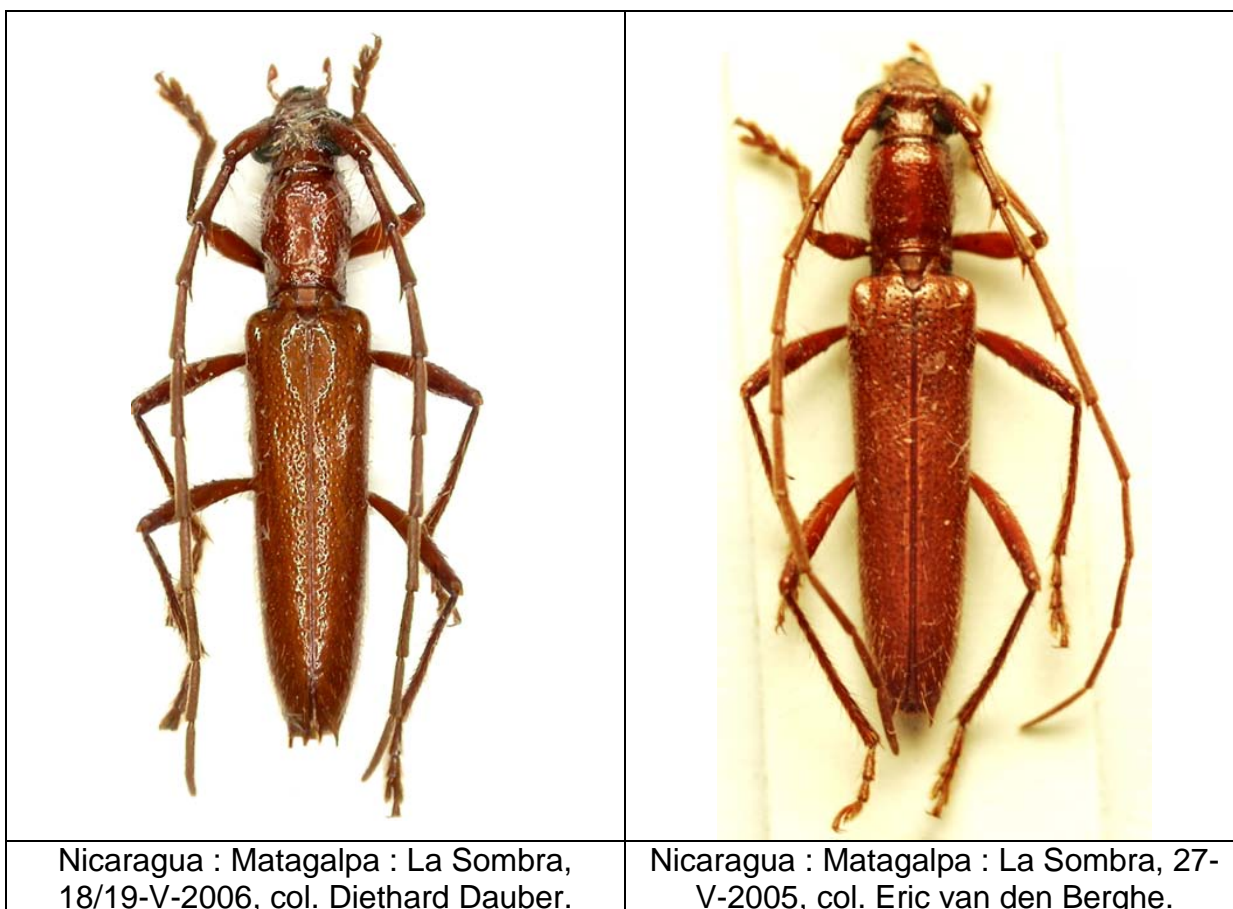 Nicaragua : Matagalpa : La Sombra,
18/19-V-2006, col. Diethard Dauber.
Nicaragua : Matagalpa : La Sombra, 27-
V-2005, col. Eric van den Berghe.